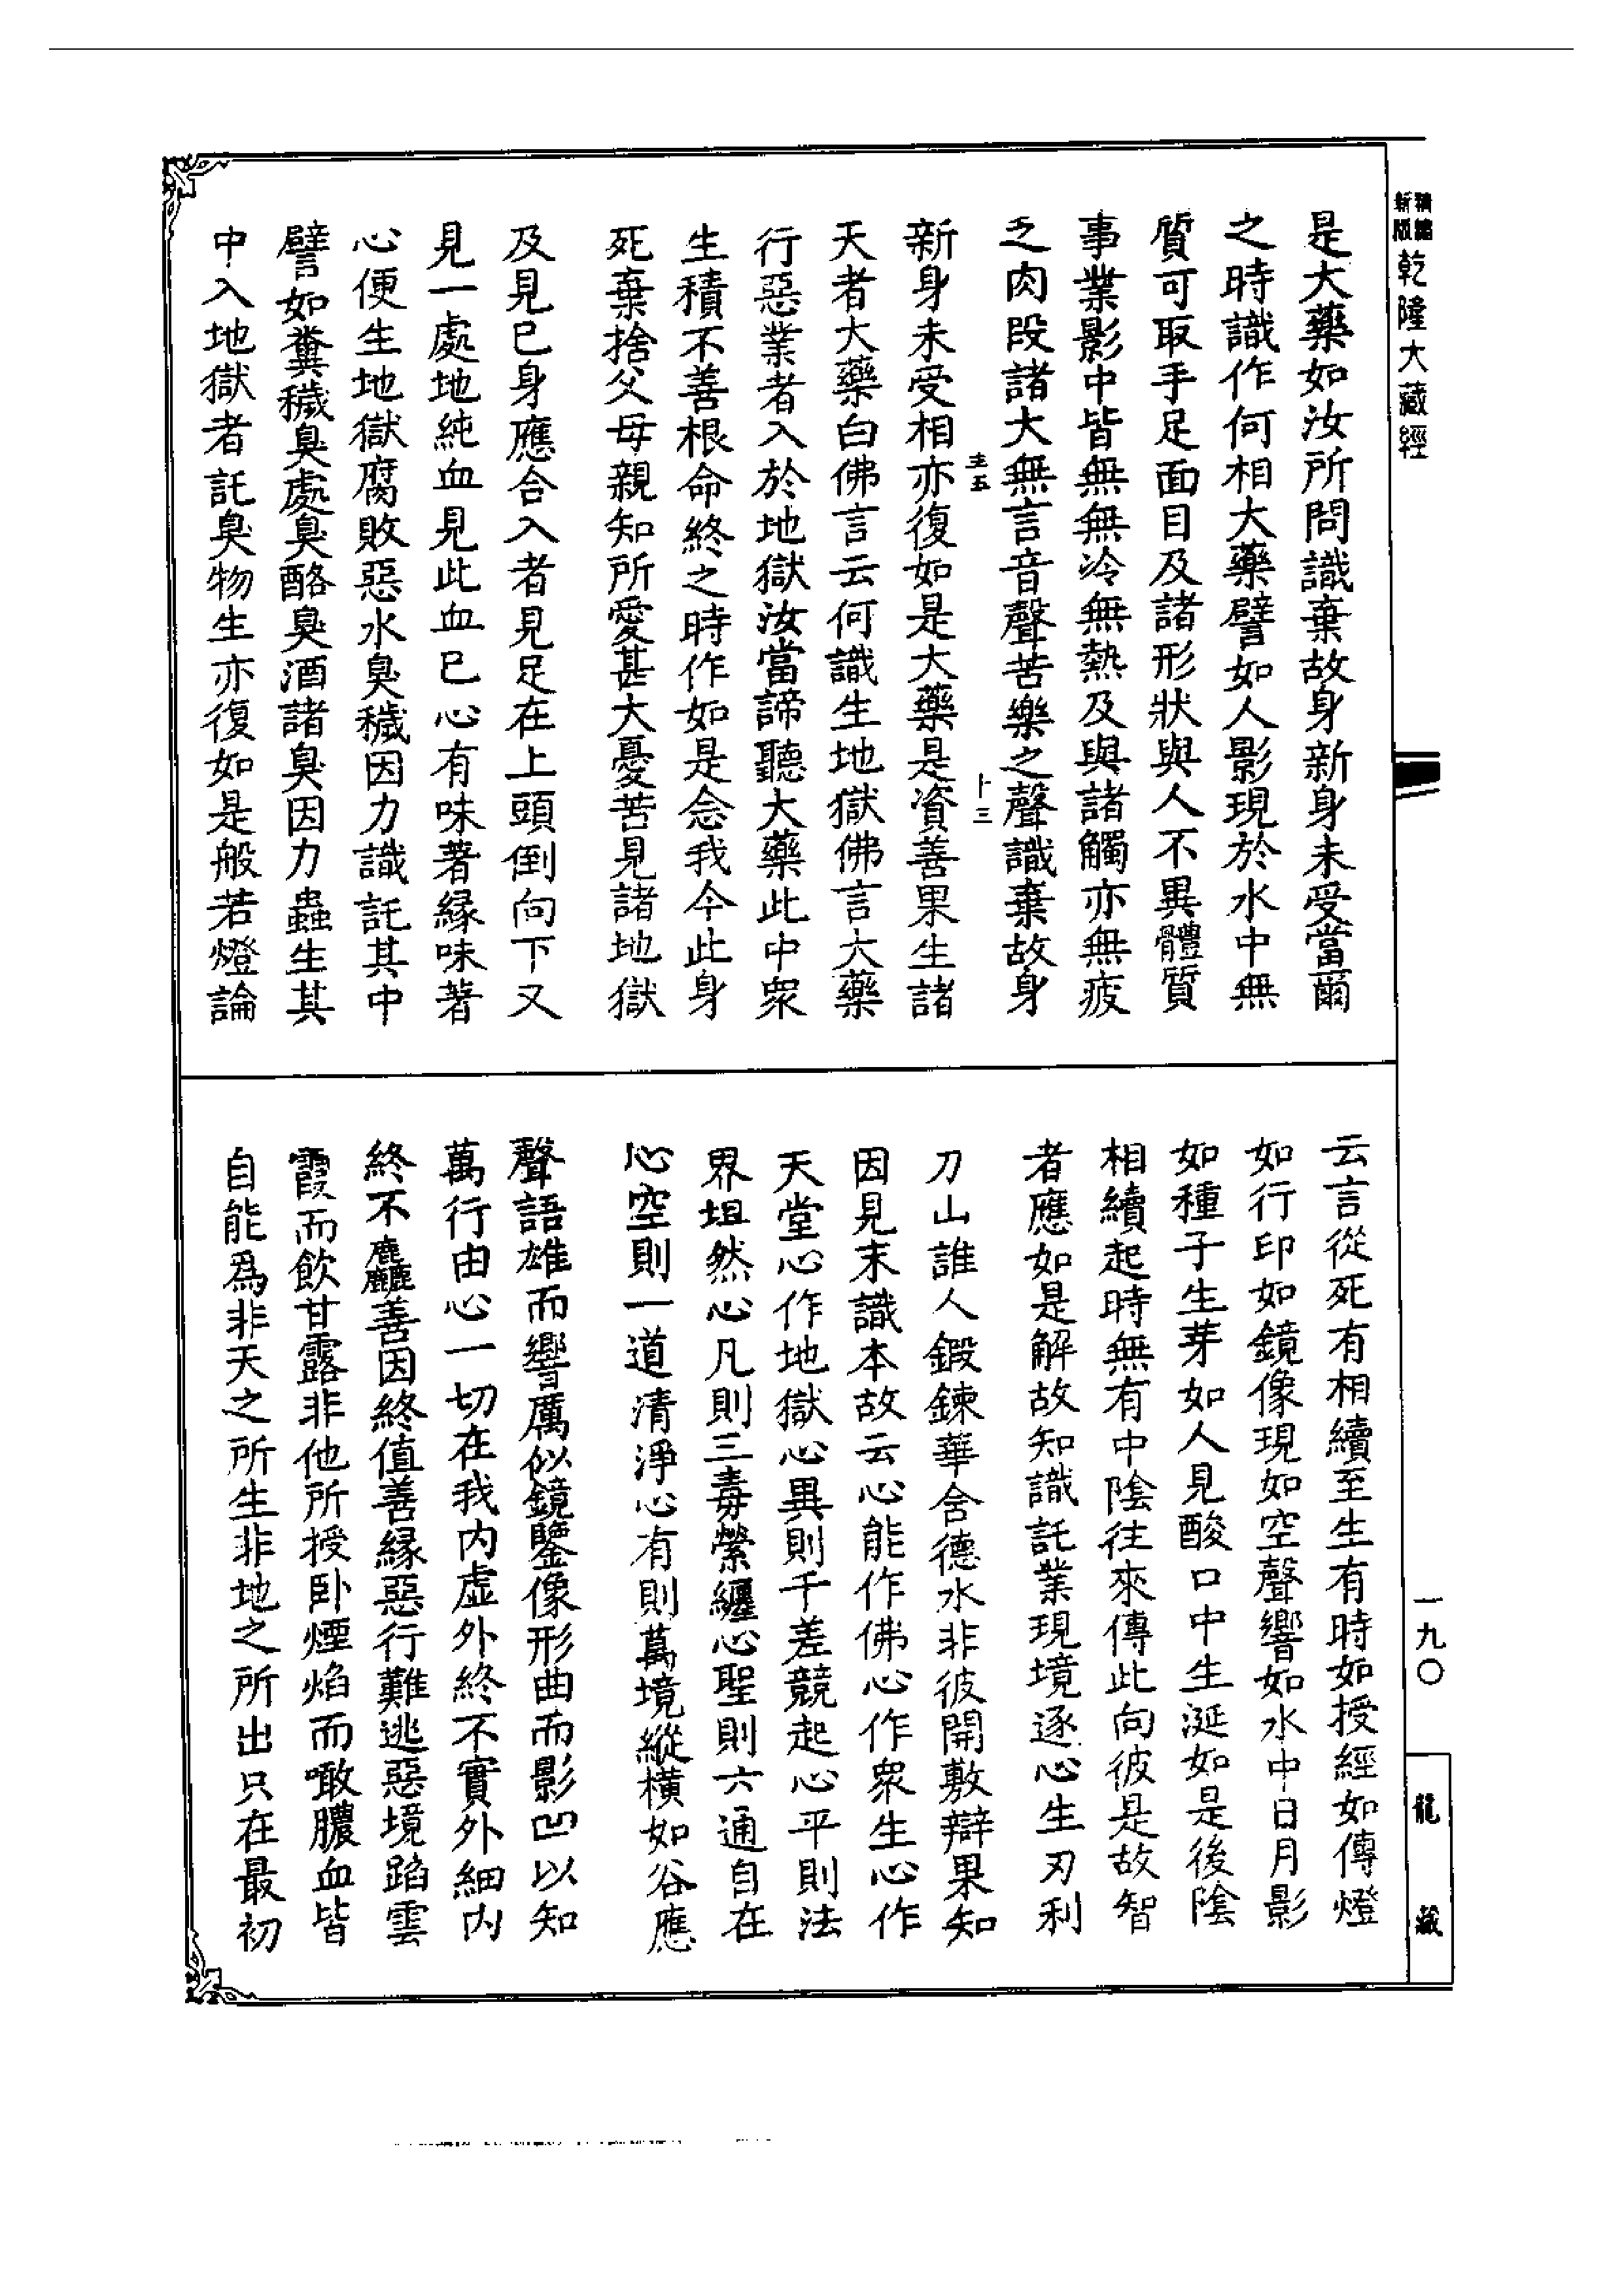 精縮新版 乾隆大藏經
是大藥如汝所問識棄故身新身未受當爾
之時識作何相大藥譬如人影現於水中無
質可取手足面目及諸形狀與人不異體質
事業影中皆無無冷無熱及與諸觸亦無疲
乏肉段諸大無言音聲苦樂之聲識棄故身
十三
新身未受相亦復如是大藥是資善果生諸
天者大藥白佛言云何識生地獄佛言大藥
行惡業者入於地獄汝當諦聽大藥此中衆
生積不善根命終之時作如是念我今此身
死棄捨父母親知所愛甚大憂苦見諸地獄
及見已身應合入者見足在上頭倒向下又
見一處地純血見此血已心有味著緣味著
心便生地獄腐敗惡水臭穢因力識託其中
譬如糞穢臭處臭酪臭酒諸臭因力蟲生其
中入地獄者託臭物生亦復如是般若燈論
云言從死有相續至生有時如授經如傳燈
如行印如鏡像現如空聲響如水中日月影
如種子生芽如人見酸口中生涎如是後陰
相續起時無有中陰往來傳此向彼是故智
者應如是解故知識託業現境逐心生刃利
刀山誰人鍛鍊華含德水非彼開敷辯果知
因見末識本故云心能作佛心作衆生心作
天堂心作地獄心異則千差競起心平則法
界坦然心凡則三毒縈纏心聖則六通自在
心空則一道清淨心有則萬境縱橫如谷應
聲語雄而響厲似鏡鑒像形曲而影凹以知
萬行由心一切在我内虛外終不實外細内
終不麤善因終值善緣惡行難逃惡境蹈雲
霞而飲甘露非他所授卧煙焰而噉膿血皆
自能爲非天之所生非地之所出只在最初
一九〇
龍藏